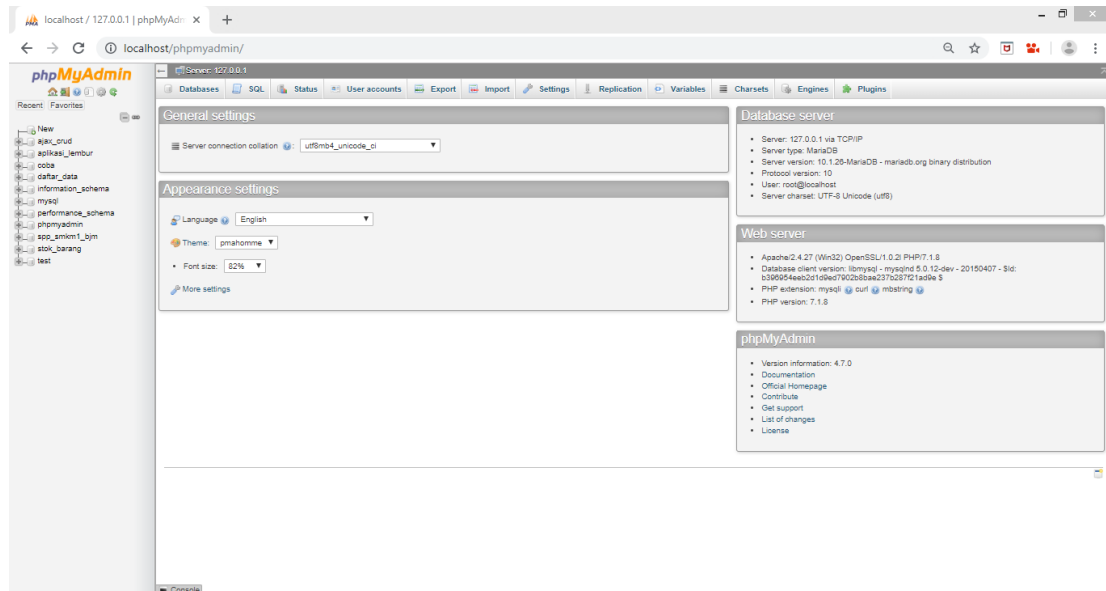 localhost / 127.0.0.1 | phpMyAdm
localhost/phpmyadmin/
phpMyAdmin
Recent Favorites
New
ajax_crud
aplikasi_lembur
coba
daftar_data
information_schema
mysql
performance_schema
phpmyadmin
spp_smkm1_bjm
stok_barang
test
Server: 127.0.0.1
Databases SQL Status User accounts Export Import Settings Replication Variables Charsets Engines Plugins
General settings
Server connection collation : utf8mb4_unicode_ci
Appearance settings
Language English
Theme: pmahomme
Font size: 82%
More settings
Database server
Server: 127.0.0.1 via TCP/IP
Server type: MariaDB
Server version: 10.1.26-MariaDB - mariadb.org binary distribution
Protocol version: 10
User: root@localhost
Server charset: UTF-8 Unicode (utf8)
Web server
Apache/2.4.27 (Win32) OpenSSL/1.0.2l PHP/7.1.8
Database client version: libmysql - mysqlnd 5.0.12-dev - 20150407 - $Id:
b396954eeb2d1d9ed7902b8bae237b287f21ad9e $
PHP extension: mysqli curl mbstring
PHP version: 7.1.8
phpMyAdmin
Version information: 4.7.0
Documentation
Official Homepage
Contribute
Get support
List of changes
License
Console